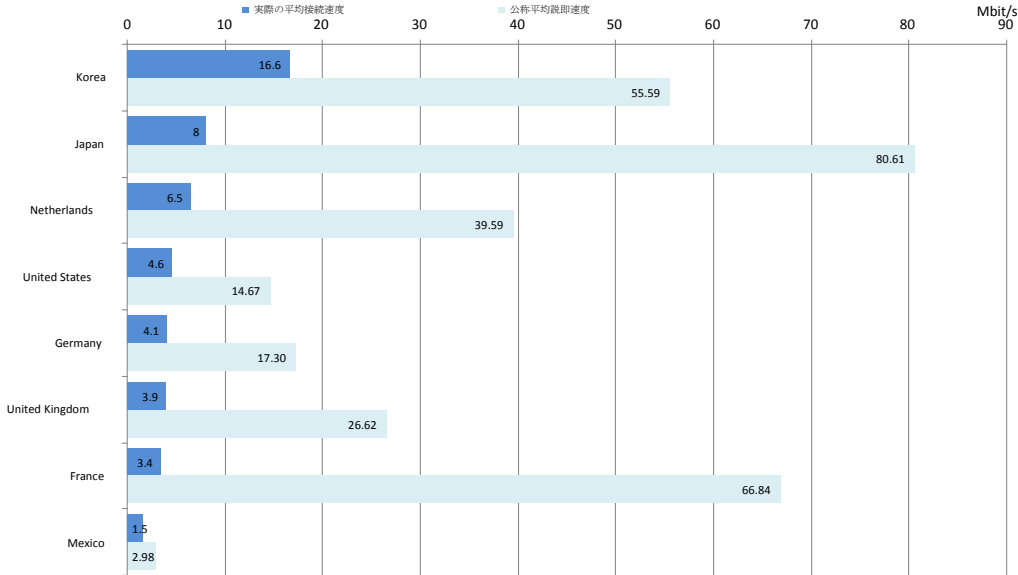 実際の平均接続速度 公称平均説即速度
Mbit/s
0 10 20 30 40 50 60 70 80 90
Korea
16.6
55.59
Japan
8
80.61
Netherlands
6.5
39.59
United States
4.6
14.67
Germany
4.1
17.30
United Kingdom
3.9
26.62
France
3.4
66.84
Mexico
1.5
2.98